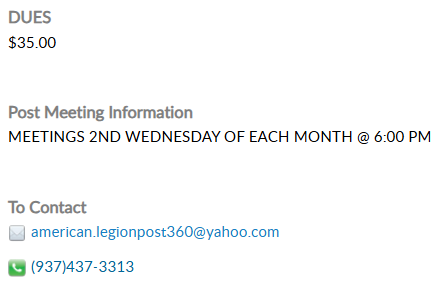 DUES
$35.00
Post Meeting Information
MEETINGS 2ND WEDNESDAY OF EACH MONTH @ 6:00 PM
To Contact
american.legionpost360@yahoo.com
(937)437-3313